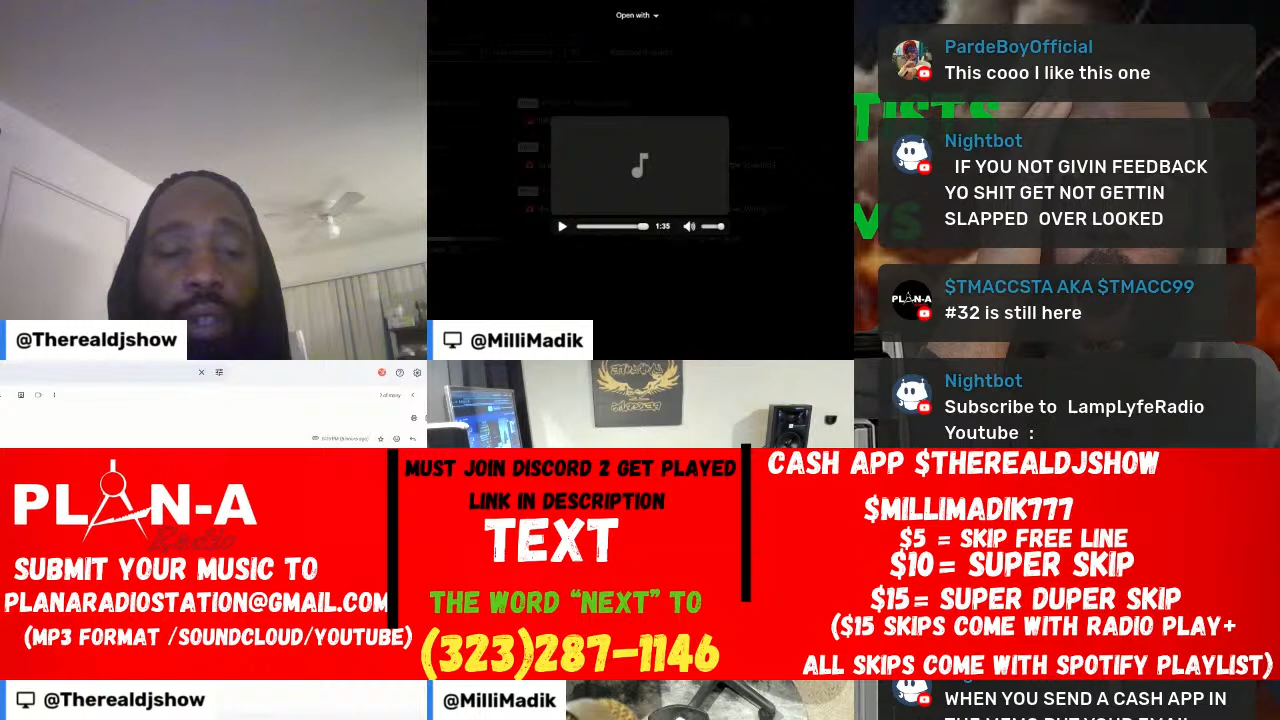 Open with
1:35
@Therealdjshow
@MilliMadik
PardeBoyOfficial
This cooo I like this one
Nightbot
IF YOU NOT GIVIN FEEDBACK
YO SHIT GET NOT GETTIN
SLAPPED OVER LOOKED
$TMACCSTA AKA $TMACC99
#32 is still here
Nightbot
Subscribe to LampLyfeRadio
Youtube :
PLAN-A
Radio
SUBMIT YOUR MUSIC TO
PLANARADIOSTATION@GMAIL.COM
(MP3 FORMAT /SOUNDCLOUD/YOUTUBE)
MUST JOIN DISCORD 2 GET PLAYED
LINK IN DESCRIPTION
TEXT
THE WORD “NEXT” TO
(323)287-1146
CASH APP $THEREALDJSHOW
$MILLIMADIK777
$5 = SKIP FREE LINE
$10 = SUPER SKIP
$15= SUPER DUPER SKIP
($15 SKIPS COME WITH RADIO PLAY+
ALL SKIPS COME WITH SPOTIFY PLAYLIST)
@Therealdjshow
@MilliMadik
WHEN YOU SEND A CASH APP IN